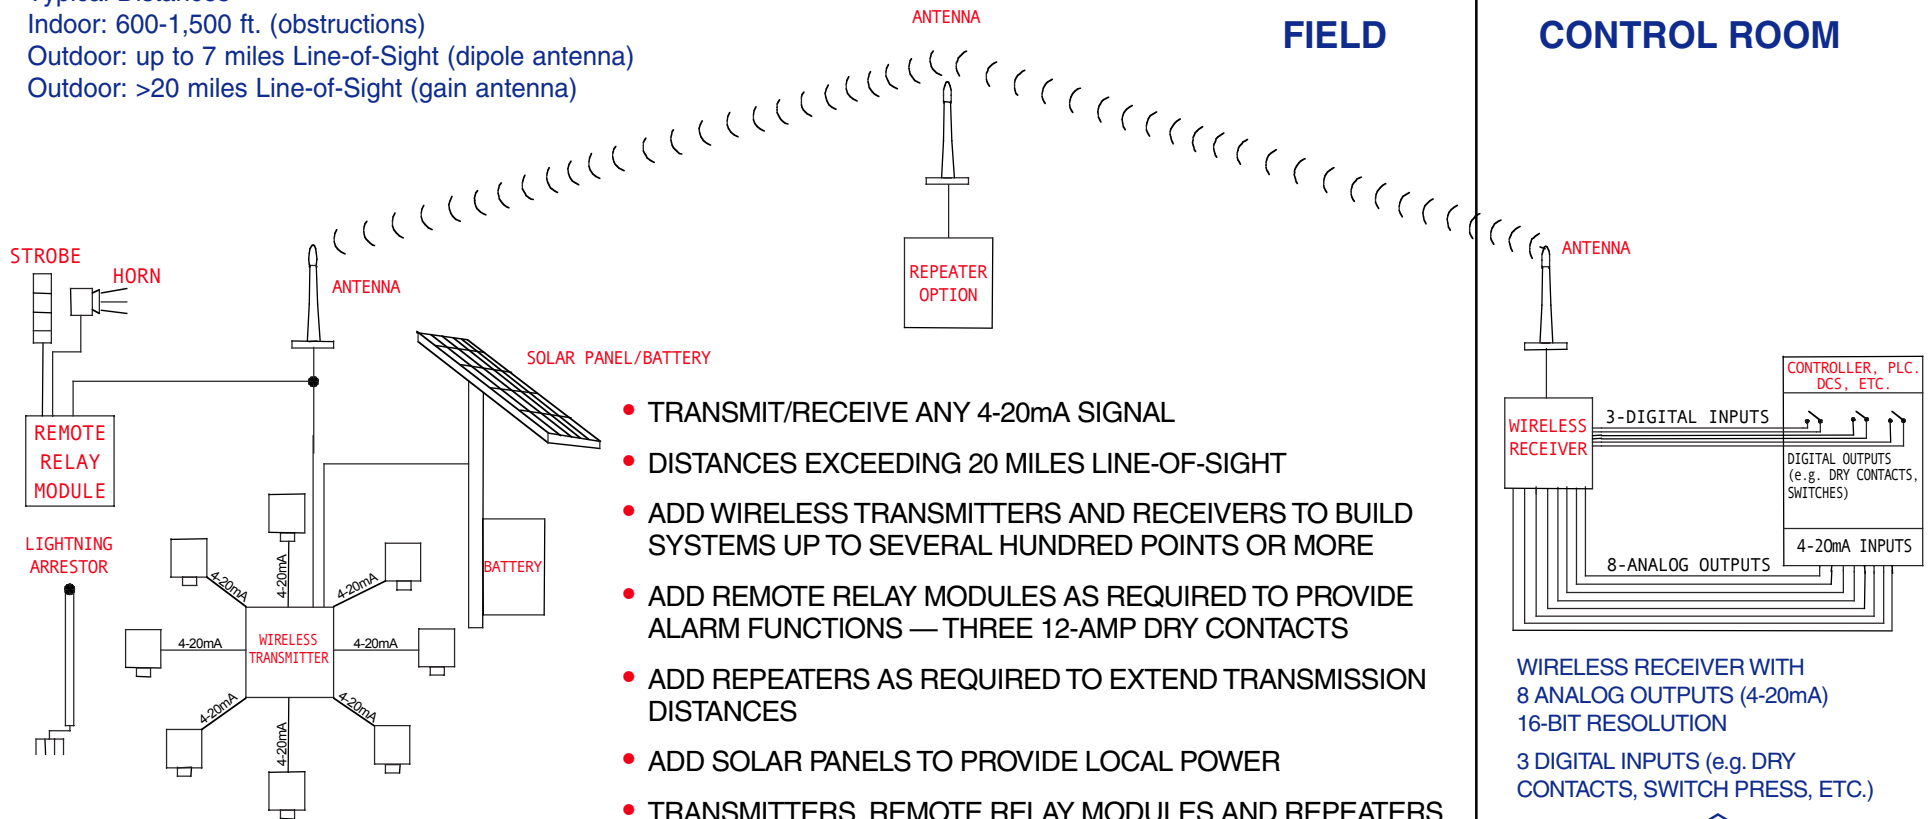 Typical Distances
Indoor: 600-1,500 ft. (obstructions)
Outdoor: up to 7 miles Line-of-Sight (dipole antenna)
Outdoor: >20 miles Line-of-Sight (gain antenna)
ANTENNA
FIELD
CONTROL ROOM
STROBE
HORN
ANTENNA
REPEATER
OPTION
ANTENNA
SOLAR PANEL/BATTERY
REMOTE
RELAY
MODULE
LIGHTNING
ARRESTOR
BATTERY
4-20mA
4-20mA
4-20mA
4-20mA
WIRELESS
TRANSMITTER
4-20mA
4-20mA
4-20mA
4-20mA
• TRANSMIT/RECEIVE ANY 4-20mA SIGNAL
• DISTANCES EXCEEDING 20 MILES LINE-OF-SIGHT
• ADD WIRELESS TRANSMITTERS AND RECEIVERS TO BUILD
SYSTEMS UP TO SEVERAL HUNDRED POINTS OR MORE
• ADD REMOTE RELAY MODULES AS REQUIRED TO PROVIDE
ALARM FUNCTIONS — THREE 12-AMP DRY CONTACTS
• ADD REPEATERS AS REQUIRED TO EXTEND TRANSMISSION
DISTANCES
• ADD SOLAR PANELS TO PROVIDE LOCAL POWER
• TRANSMITTERS, REMOTE RELAY MODULES AND REPEATERS
WIRELESS
RECEIVER
3-DIGITAL INPUTS
CONTROLLER, PLC.
DCS, ETC.
DIGITAL OUTPUTS
(e.g. DRY CONTACTS,
SWITCHES)
4-20mA INPUTS
8-ANALOG OUTPUTS
WIRELESS RECEIVER WITH
8 ANALOG OUTPUTS (4-20mA)
16-BIT RESOLUTION
3 DIGITAL INPUTS (e.g. DRY
CONTACTS, SWITCH PRESS, ETC.)